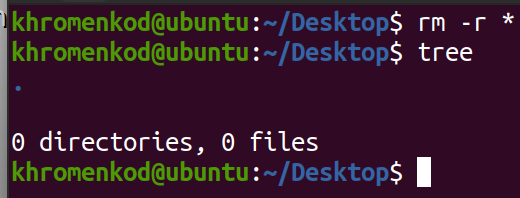 khromenkod@ubuntu:~/Desktop$ rm -r *
khromenkod@ubuntu:~/Desktop$ tree
.
0 directories, 0 files
khromenkod@ubuntu:~/Desktop$